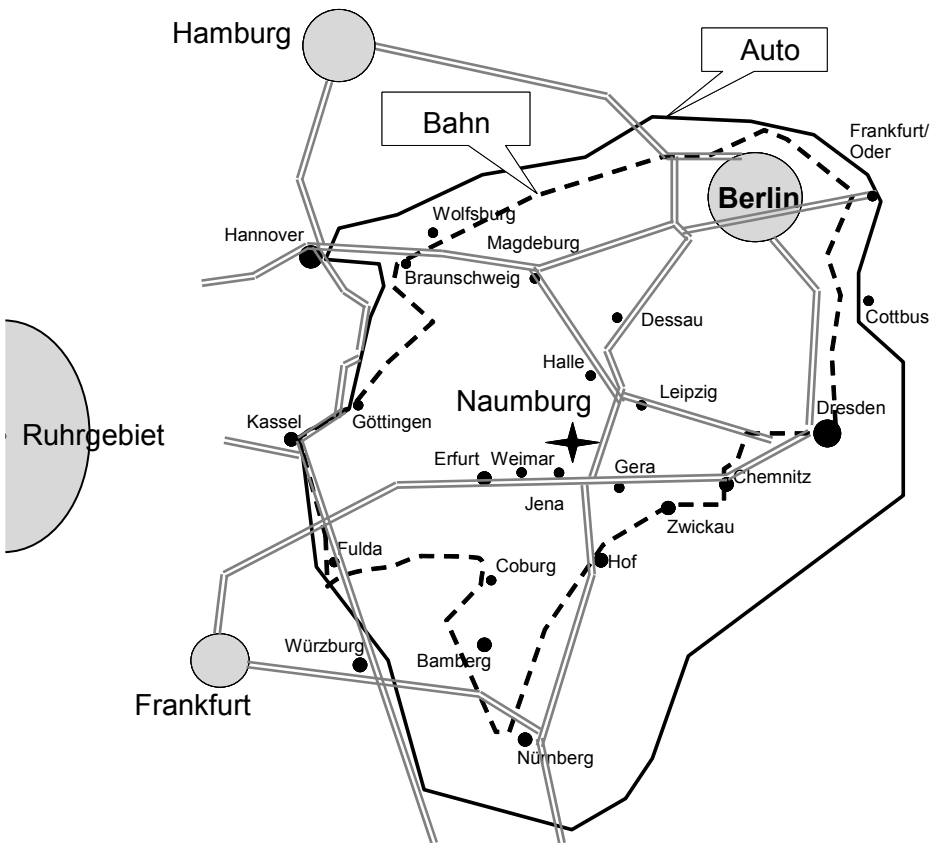 Hamburg
Auto
Bahn
Frankfurt/
Oder
Berlin
Wolfsburg
Hannover
Magdeburg
Braunschweig
Cottbus
Dessau
Halle
Leipzig
Naumburg
Dresden
Göttingen
Kassel
Ruhrgebiet
Erfurt
Weimar
Gera
Chemnitz
Jena
Zwickau
Fulda
Coburg
Hof
Würzburg
Bamberg
Frankfurt
Nürnberg